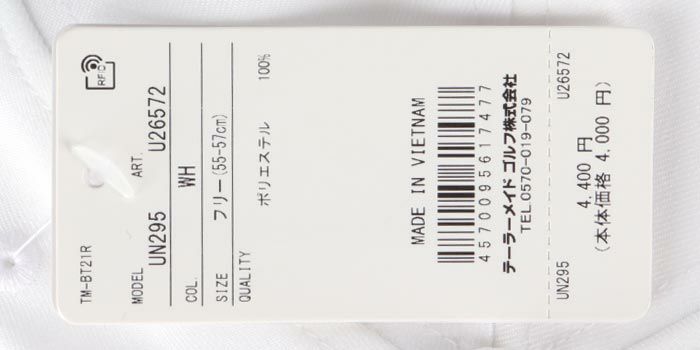 RFID
TM-BT21R
MODEL ART.
UN295 U26572
COL. WH
SIZE フリー(55-57cm)
QUALITY
ポリエステル 100%
MADE IN VIETNAM
4570095617477
テーラーメイド ゴルフ株式会社
TEL.0570-019-079
UN295 U26572
4,400 円
(本体価格 4,000 円)